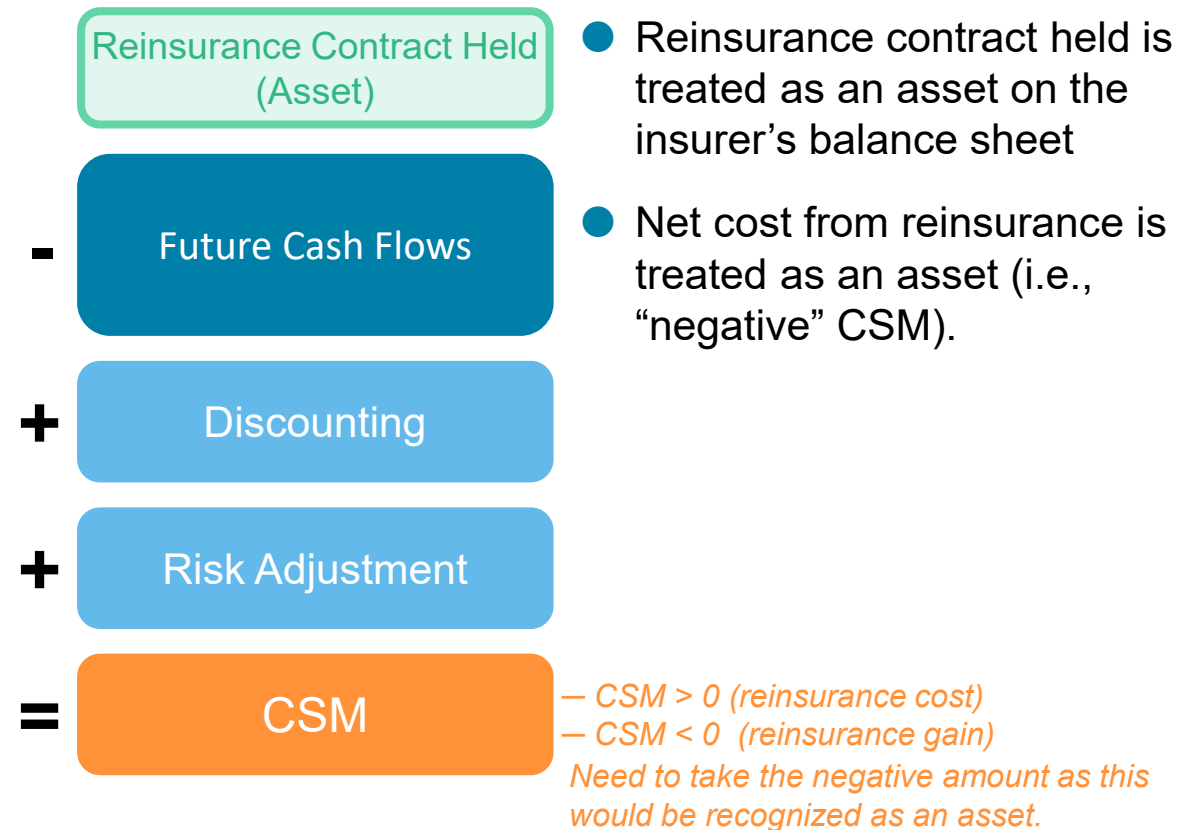 Reinsurance Contract Held
(Asset)
- Future Cash Flows
+ Discounting
+ Risk Adjustment
= CSM
● Reinsurance contract held is
treated as an asset on the
insurer’s balance sheet
● Net cost from reinsurance is
treated as an asset (i.e.,
“negative” CSM).
― CSM > 0 (reinsurance cost)
― CSM < 0  (reinsurance gain)
Need to take the negative amount as this
would be recognized as an asset.